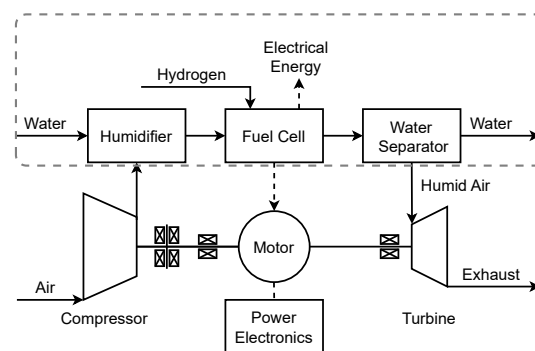 Electrical
Energy
Hydrogen
Water
Humidifier
Fuel Cell
Water
Separator
Water
Humid Air
Motor
Air
Exhaust
Compressor
Power
Electronics
Turbine